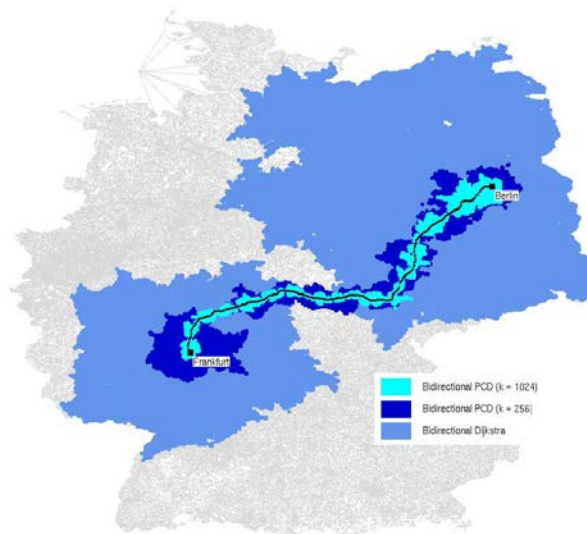 Berlin
Frankfurt
Bidirectional PCD (k = 1024)
Bidirectional PCD (k = 256)
Bidirectional Dijkstra